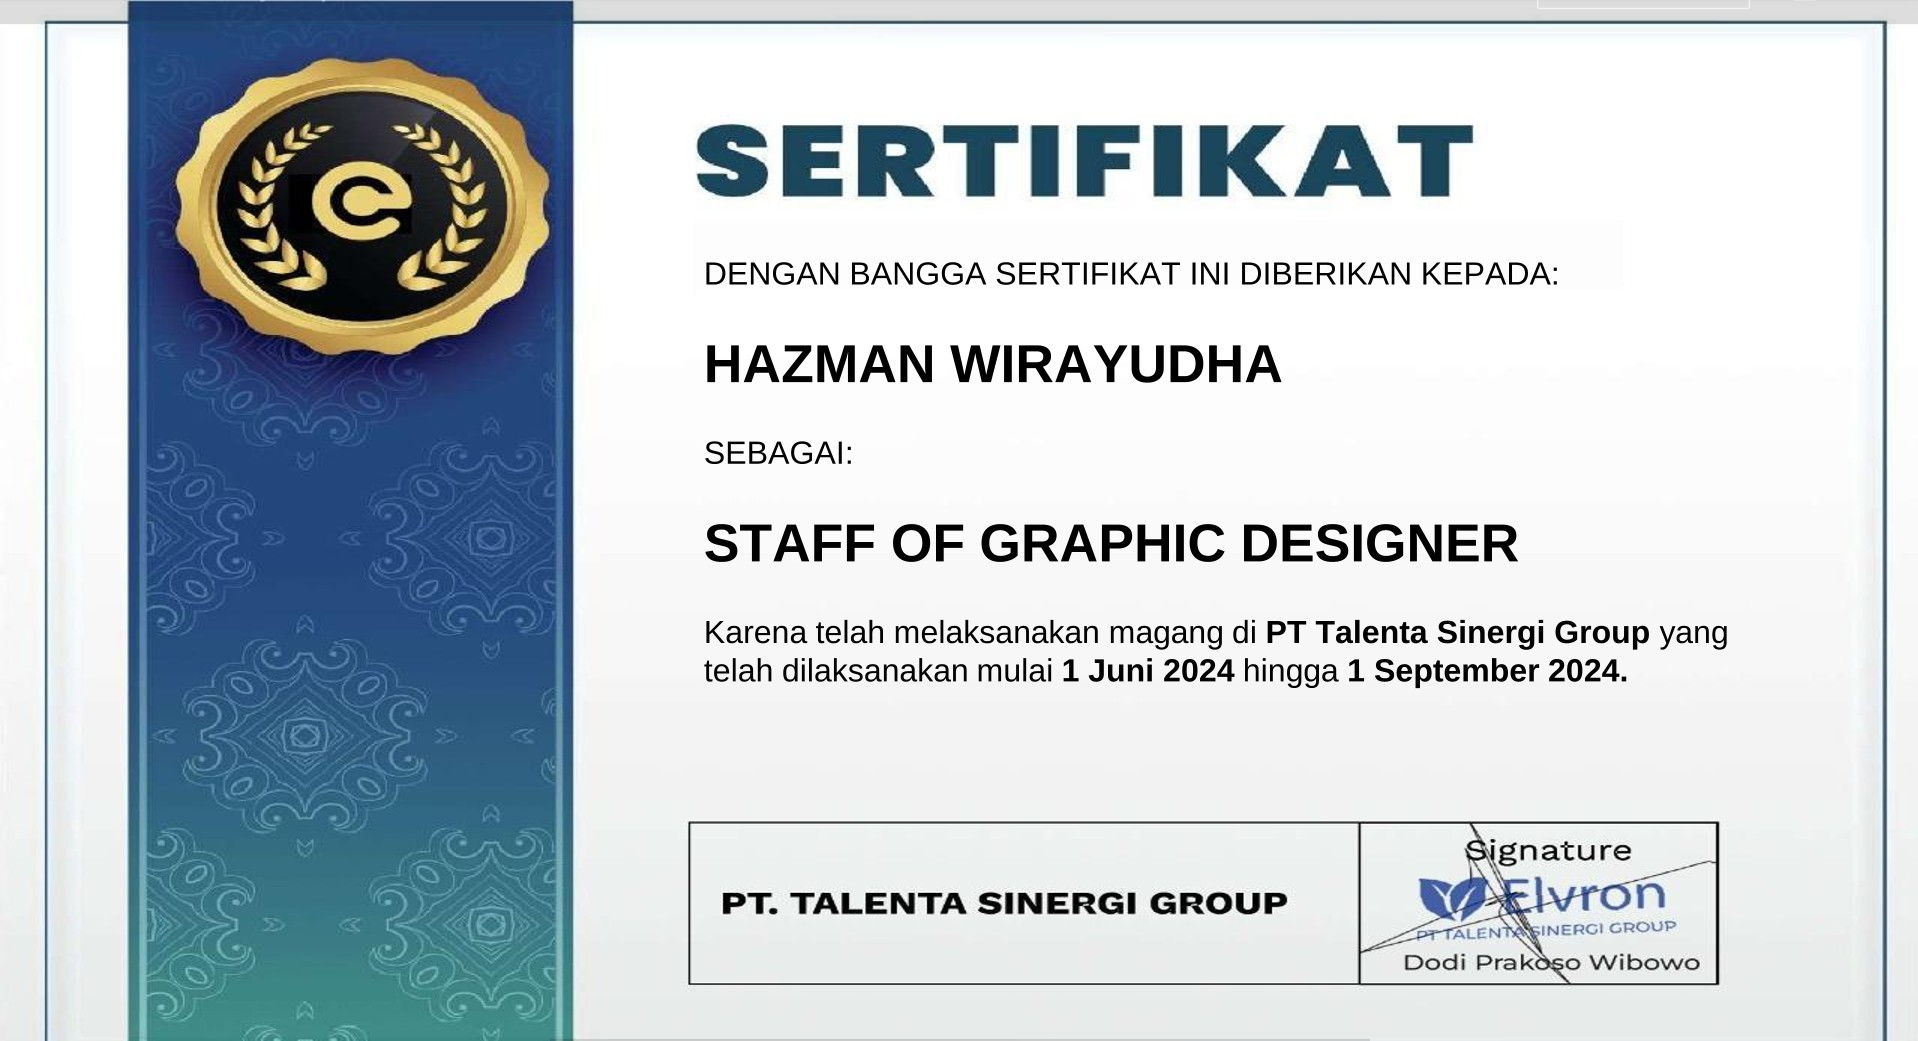 SERTIFIKAT
DENGAN BANGGA SERTIFIKAT INI DIBERIKAN KEPADA:
HAZMAN WIRAYUDHA
SEBAGAI:
STAFF OF GRAPHIC DESIGNER
Karena telah melaksanakan magang di PT Talenta Sinergi Group yang
telah dilaksanakan mulai 1 Juni 2024 hingga 1 September 2024.
PT. TALENTA SINERGI GROUP
Signature
Elvron
PT TALENTA SINERGI GROUP
Dodi Prakoso Wibowo